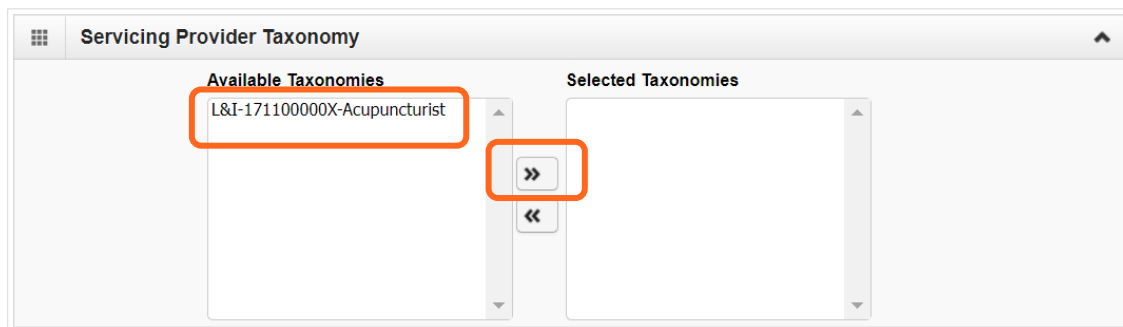 Servicing Provider Taxonomy
Available Taxonomies
Selected Taxonomies
L&I-171100000X-Acupuncturist
»
«